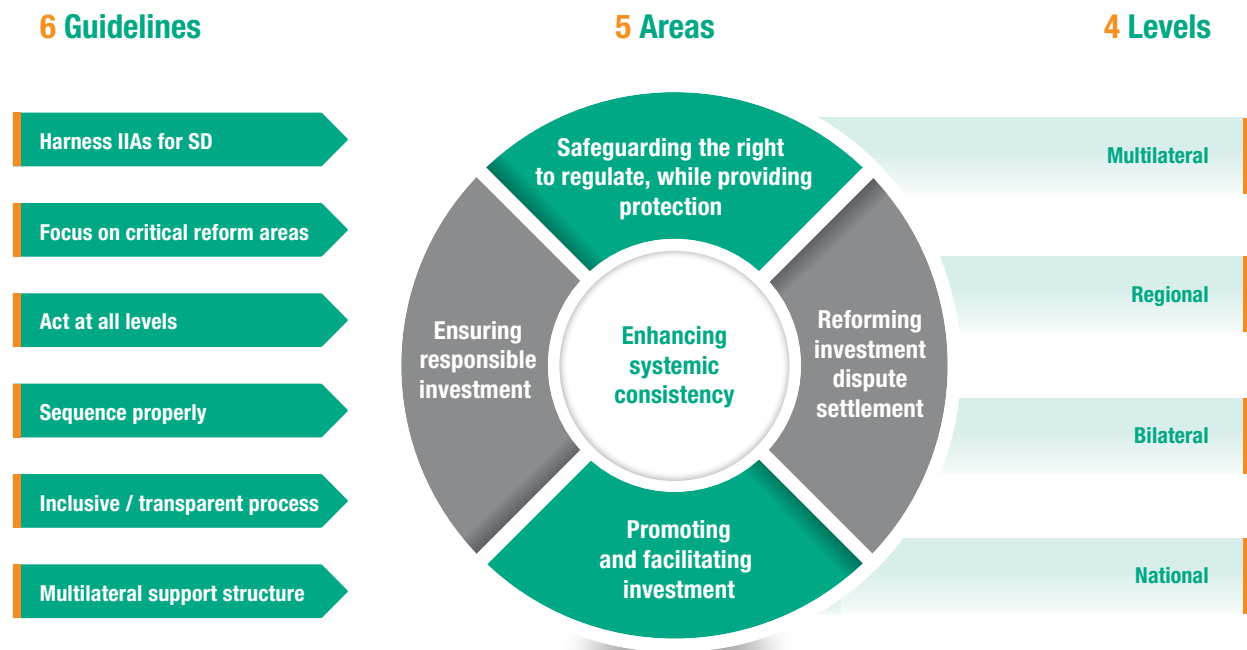 6 Guidelines
Harness IIAs for SD
Focus on critical reform areas
Act at all levels
Sequence properly
Inclusive / transparent process
Multilateral support structure
5 Areas
Safeguarding the right
to regulate, while providing
protection
Ensuring
responsible
investment
Enhancing
systemic
consistency
Reforming
investment
dispute
settlement
Promoting
and facilitating
investment
4 Levels
Multilateral
Regional
Bilateral
National